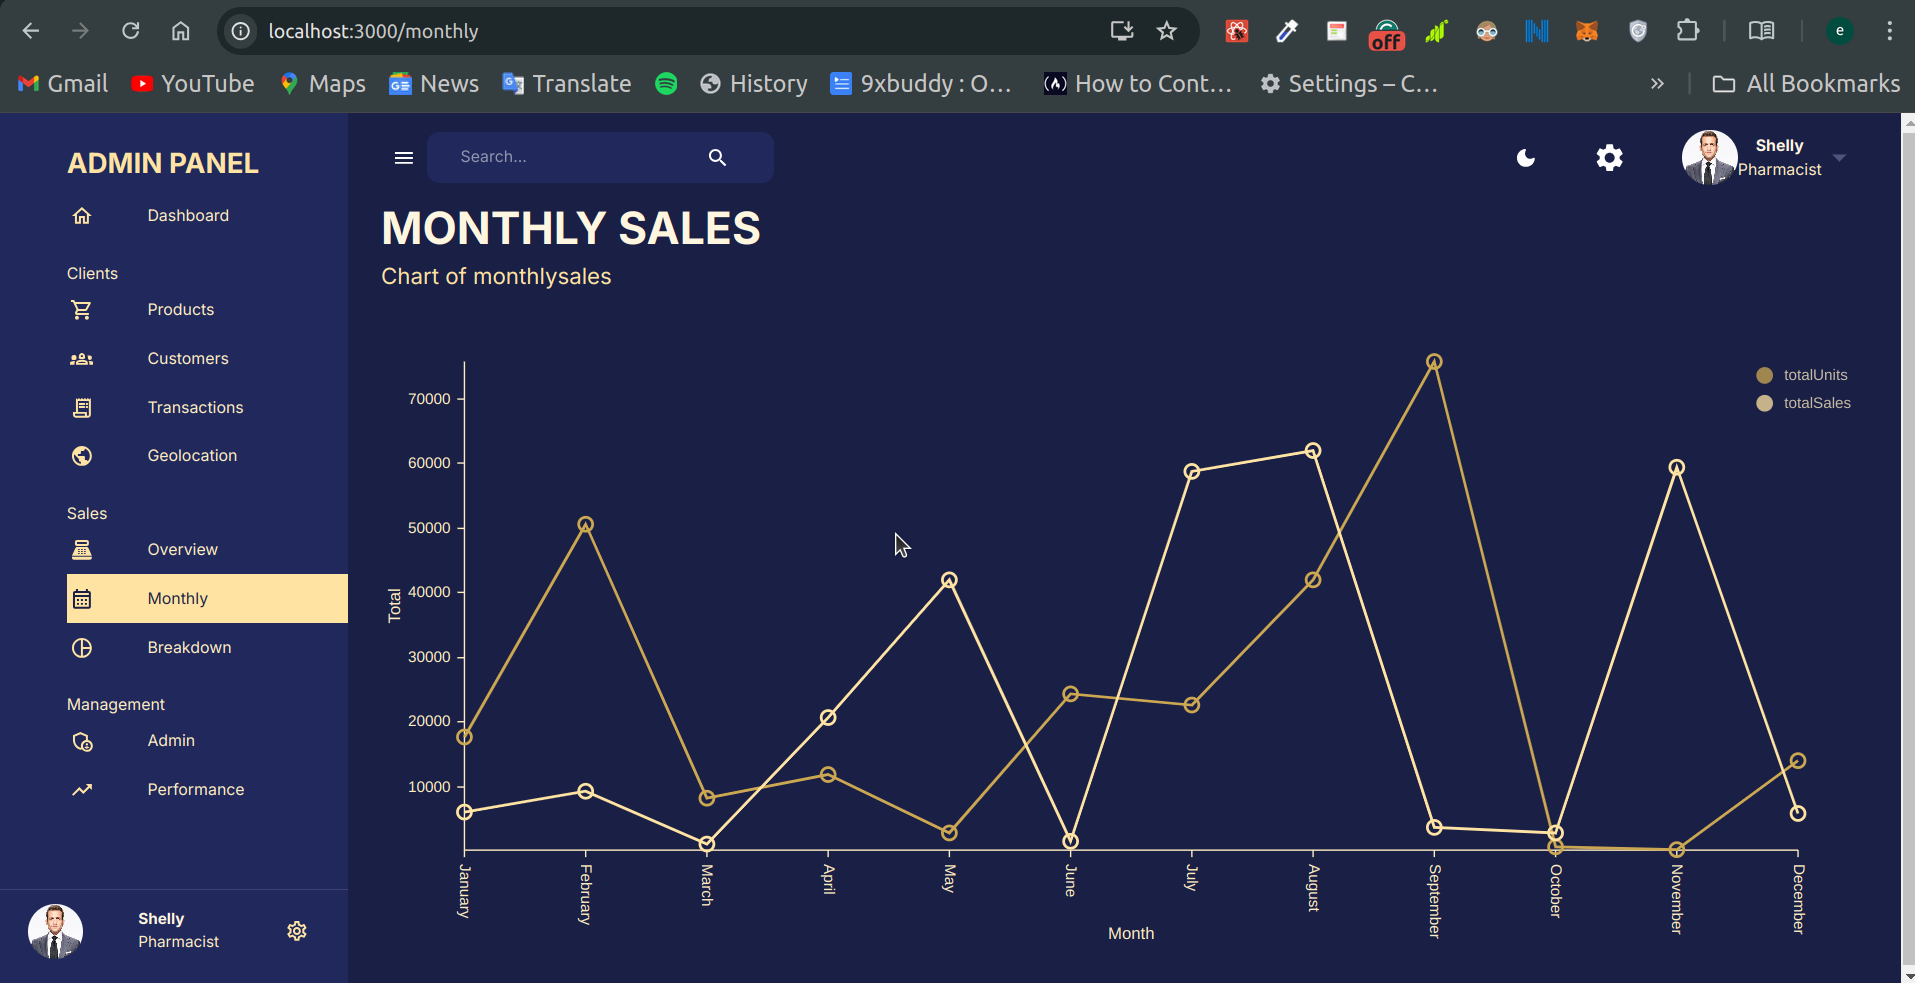 localhost:3000/monthly
off
e
Gmail
YouTube
Maps
News
Translate
History
9xbuddy : O...
How to Cont...
Settings – C...
»
All Bookmarks
ADMIN PANEL
Dashboard
Clients
Products
Customers
Transactions
Geolocation
Sales
Overview
Monthly
Breakdown
Management
Admin
Performance
Shelly
Pharmacist
Search...
Shelly
Pharmacist
MONTHLY SALES
Chart of monthlysales
totalUnits
totalSales
Total
70000
60000
50000
40000
30000
20000
10000
January
February
March
April
May
June
July
August
September
October
November
December
Month